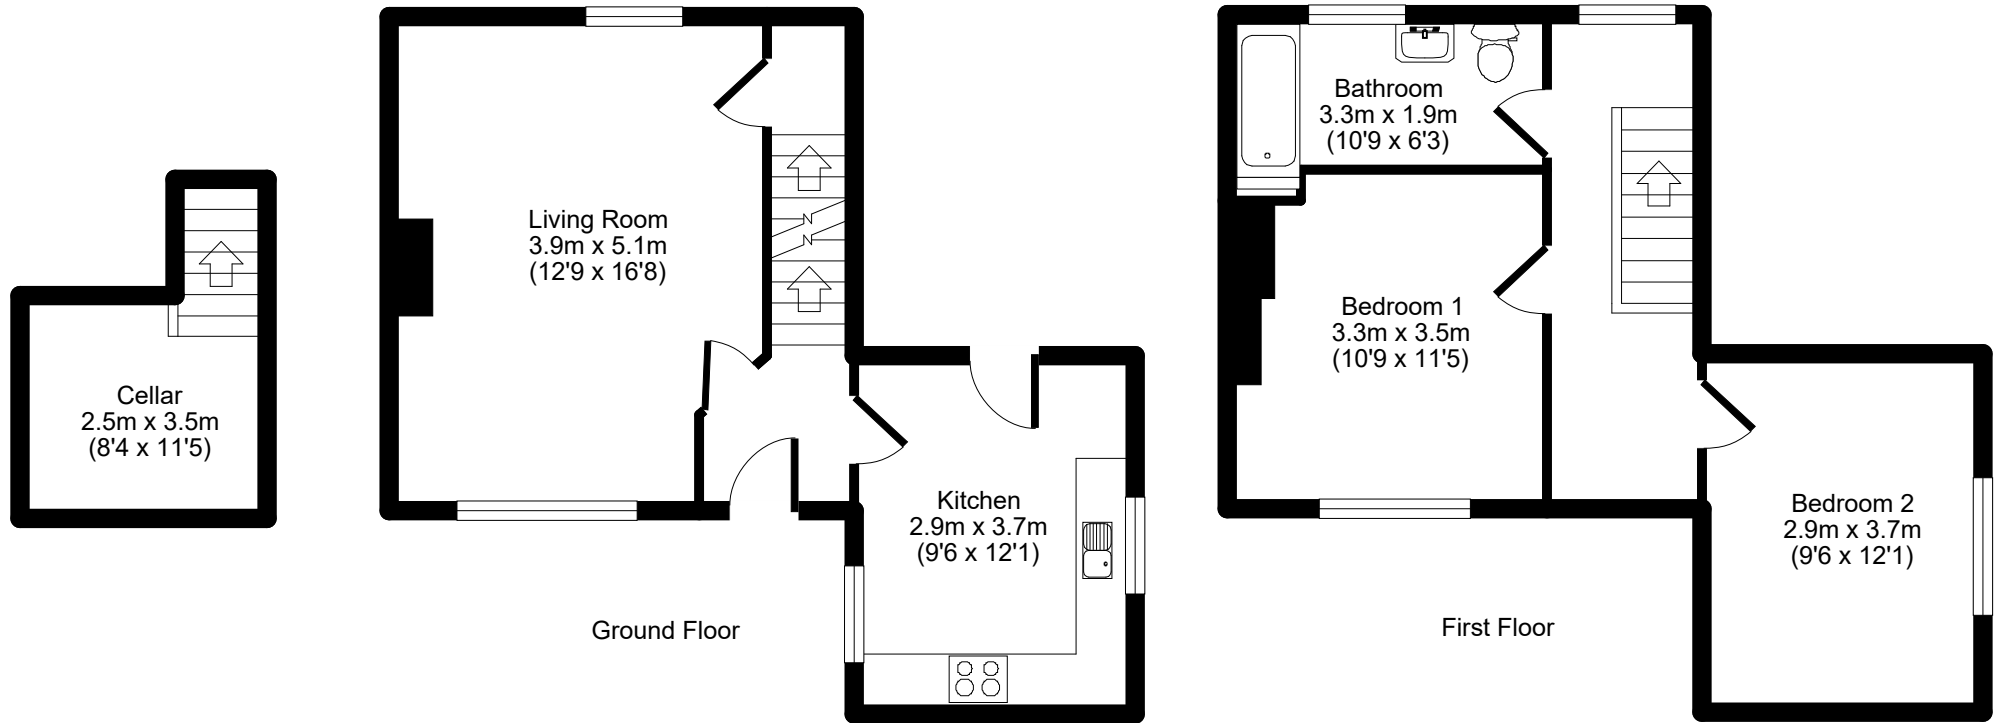 Cellar
2.5m x 3.5m
(8'4 x 11'5)
Living Room
3.9m x 5.1m
(12'9 x 16'8)
Kitchen
2.9m x 3.7m
(9'6 x 12'1)
Ground Floor
Bathroom
3.3m x 1.9m
(10'9 x 6'3)
Bedroom 1
3.3m x 3.5m
(10'9 x 11'5)
Bedroom 2
2.9m x 3.7m
(9'6 x 12'1)
First Floor